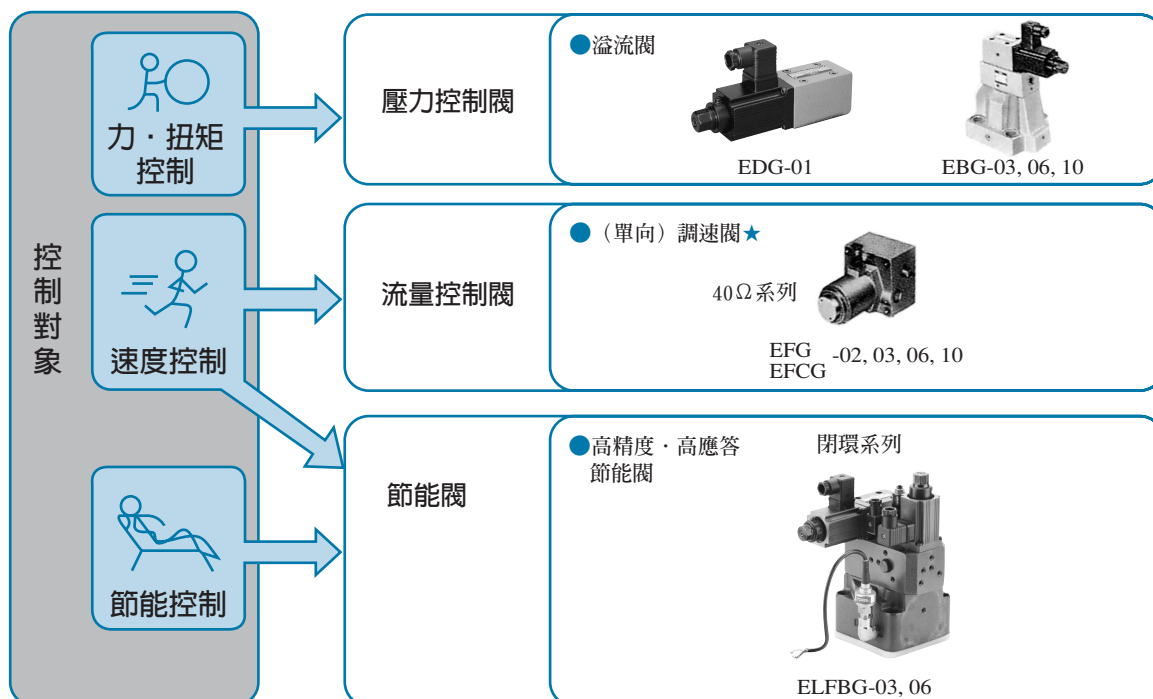 控制對象
力・扭矩
控制
速度控制
節能控制
壓力控制閥
●溢流閥
EDG-01
EBG-03, 06, 10
流量控制閥
●（單向）調速閥★
40Ω系列
EFG
EFCG
-02, 03, 06, 10
節能閥
●高精度・高應答
節能閥
閉環系列
ELFBG-03, 06